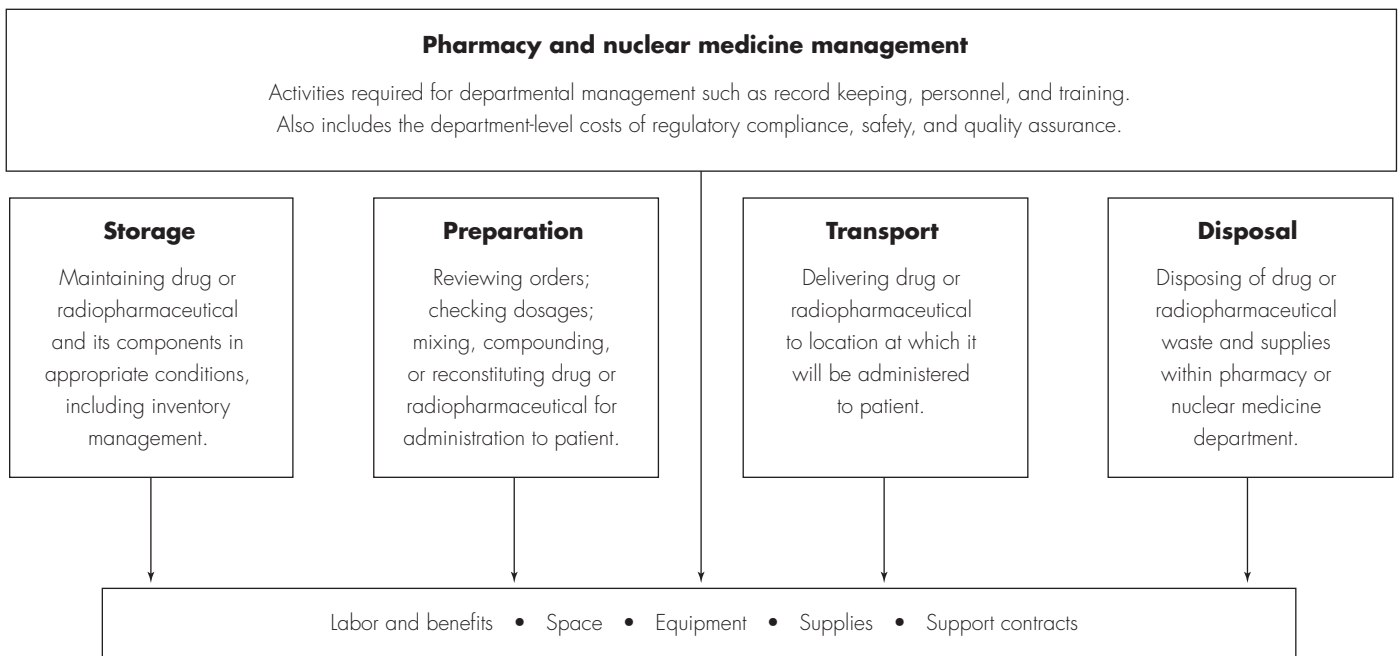 Pharmacy and nuclear medicine management
Activities required for departmental management such as record keeping, personnel, and training.
Also includes the department-level costs of regulatory compliance, safety, and quality assurance.
Storage
Maintaining drug or
radiopharmaceutical
and its components in
appropriate conditions,
including inventory
management.
Preparation
Reviewing orders;
checking dosages;
mixing, compounding,
or reconstituting drug or
radiopharmaceutical for
administration to patient.
Transport
Delivering drug or
radiopharmaceutical
to location at which it
will be administered
to patient.
Disposal
Disposing of drug or
radiopharmaceutical
waste and supplies
within pharmacy or
nuclear medicine
department.
Labor and benefits • Space • Equipment • Supplies • Support contracts